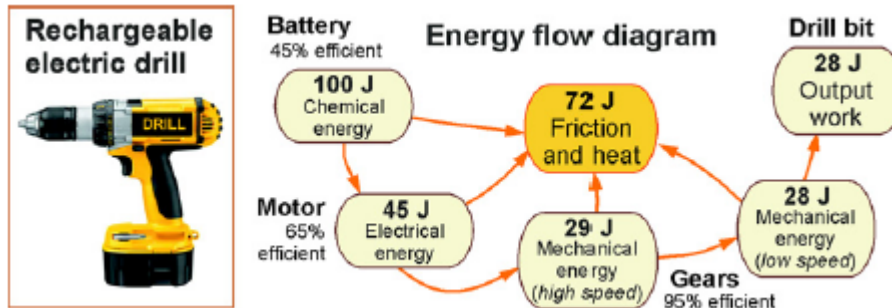 Rechargeable
electric drill
DRILL
Energy flow diagram
Battery
45% efficient
100 J
Chemical
energy
Motor
65%
efficient
45 J
Electrical
energy
72 J
Friction
and heat
29 J
Mechanical
energy
(high speed)
Gears
95% efficient
28 J
Mechanical
energy
(low speed)
Drill bit
28 J
Output
work